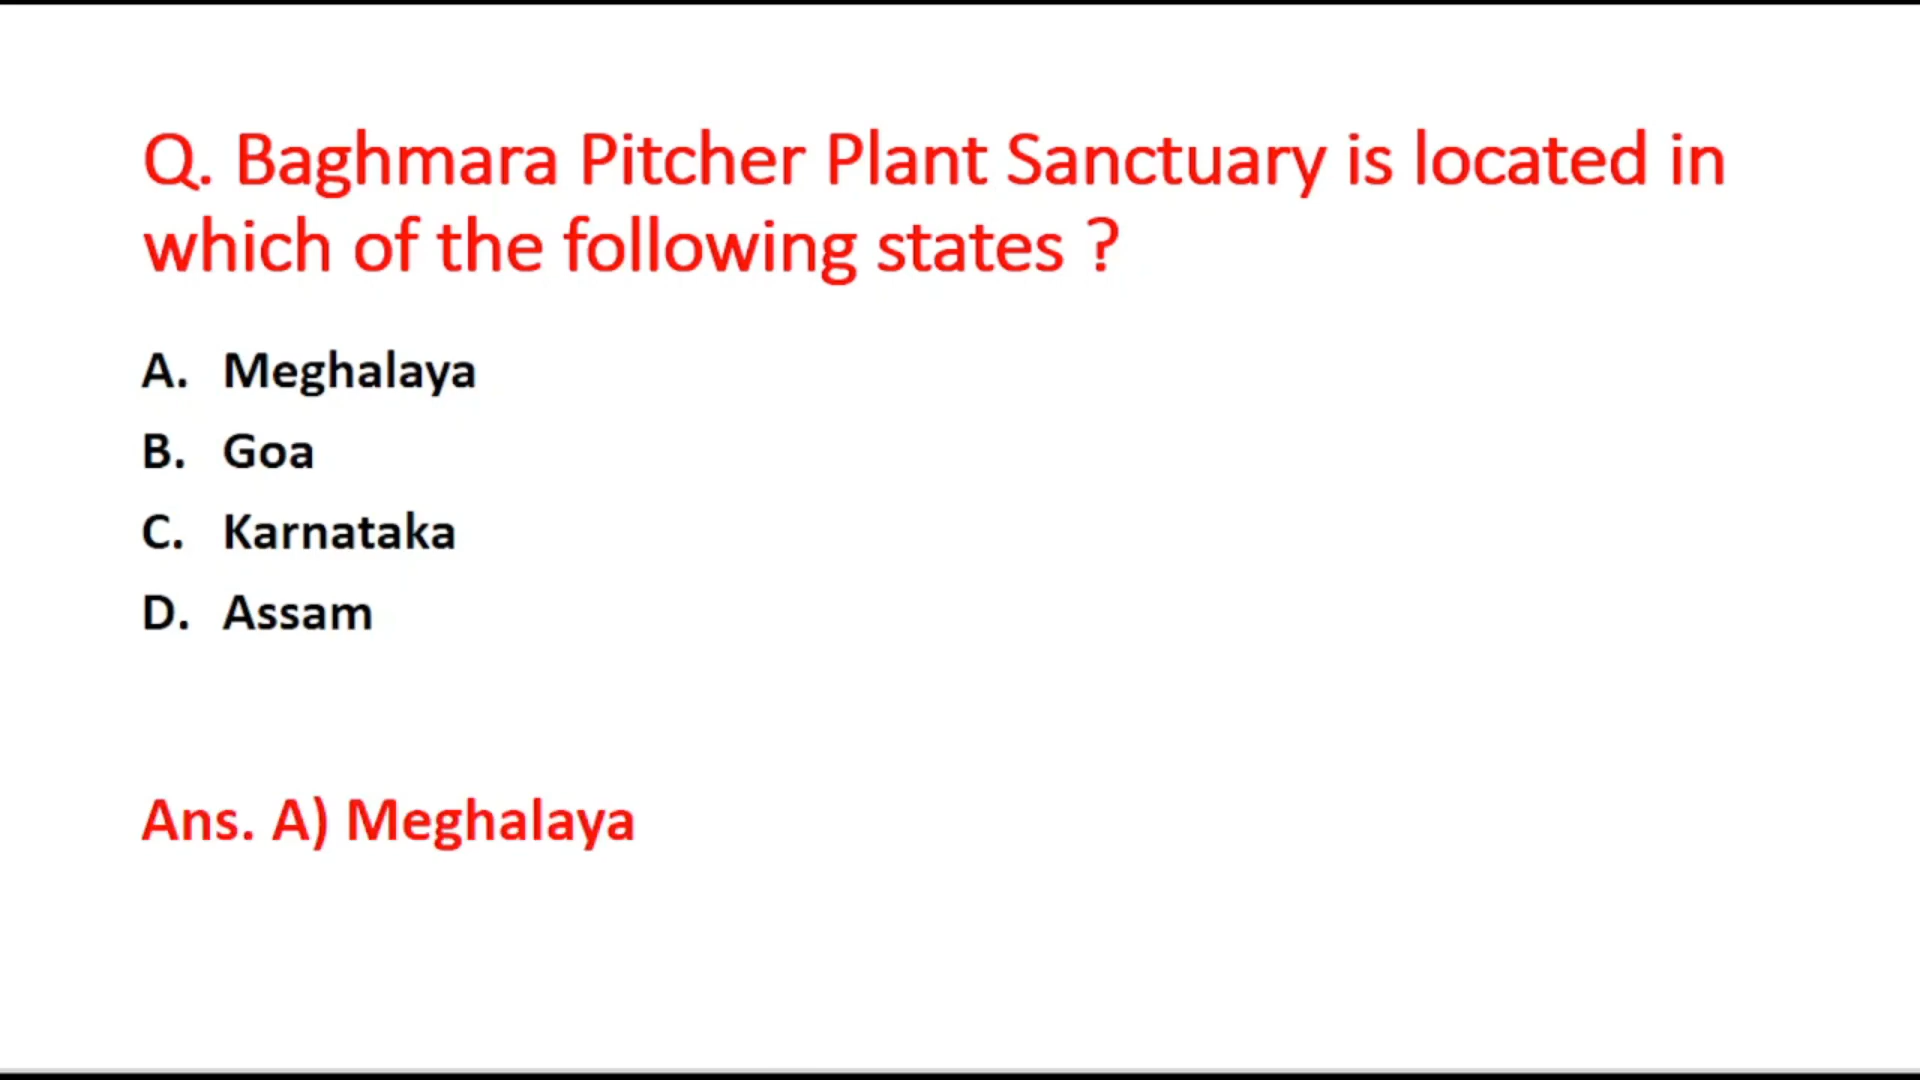 Q. Baghmara Pitcher Plant Sanctuary is located in
which of the following states ?
A. Meghalaya
B. Goa
C. Karnataka
D. Assam
Ans. A) Meghalaya